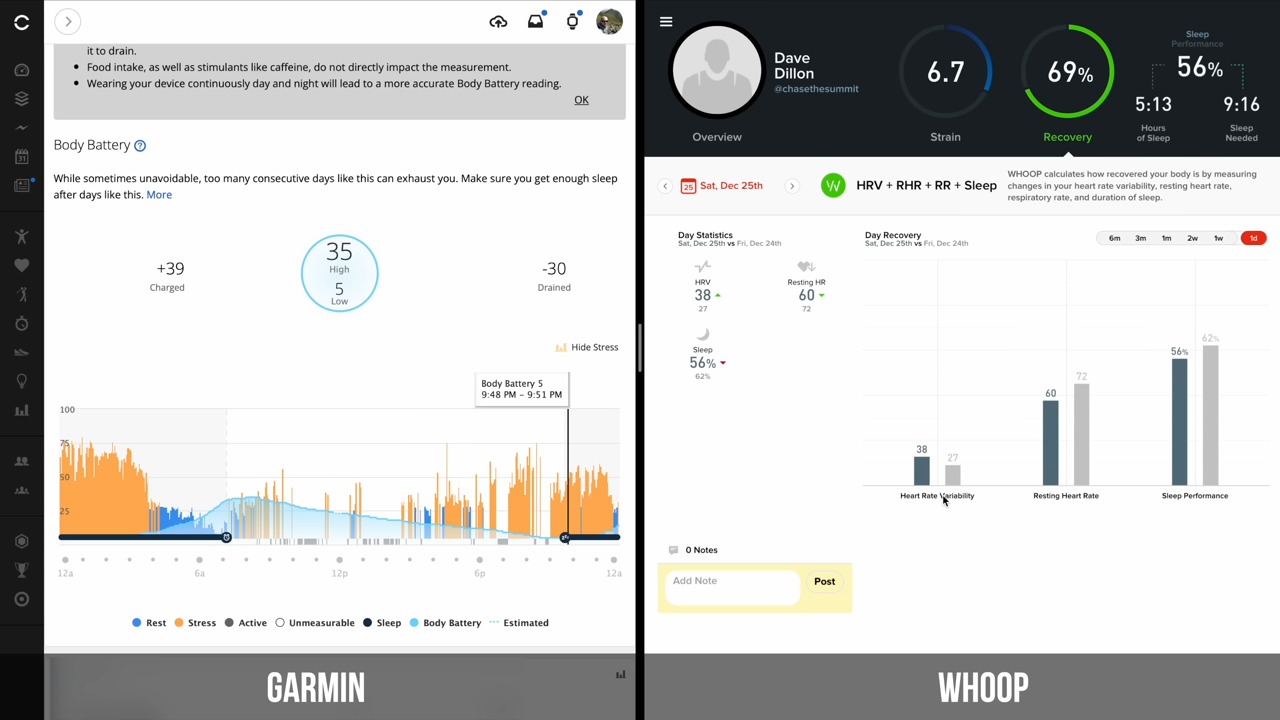 it to drain.
• Food intake, as well as stimulants like caffeine, do not directly impact the measurement.
• Wearing your device continuously day and night will lead to a more accurate Body Battery reading.
OK
Body Battery ?
While sometimes unavoidable, too many consecutive days like this can exhaust you. Make sure you get enough sleep
after days like this. More
+39
Charged
35
High
5
Low
-30
Drained
Hide Stress
Body Battery 5
9:48 PM – 9:51 PM
100
75
50
25
12a
6a
12p
6p
12a
Rest
Stress
Active
Unmeasurable
Sleep
Body Battery
Estimated
GARMIN
Dave
Dillon
@chasethesummit
Overview
6.7
Strain
69%
Recovery
Sleep
Performance
56%
5:13
Hours
of Sleep
9:16
Sleep
Needed
25
Sat, Dec 25th
W
HRV + RHR + RR + Sleep
WHOOP calculates how recovered your body is by measuring
changes in your heart rate variability, resting heart rate,
respiratory rate, and duration of sleep.
Day Statistics
Sat, Dec 25th vs Fri, Dec 24th
HRV
38
27
Resting HR
60
72
Sleep
56%
62%
Day Recovery
Sat, Dec 25th vs Fri, Dec 24th
6m
3m
1m
2w
1w
1d
38
27
60
72
56%
62%
Heart Rate Variability
Resting Heart Rate
Sleep Performance
0 Notes
Add Note
Post
WHOOP
31